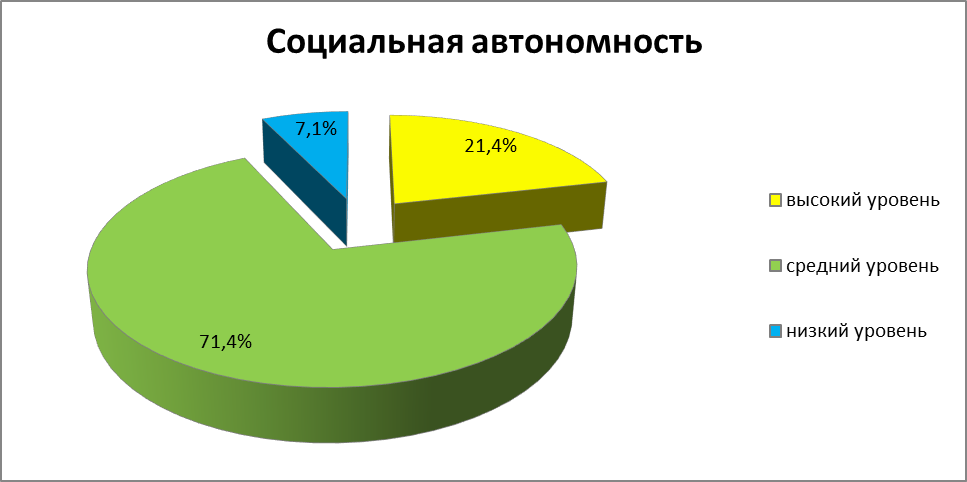 Социальная автономность
7,1%
21,4%
71,4%
высокий уровень
средний уровень
низкий уровень